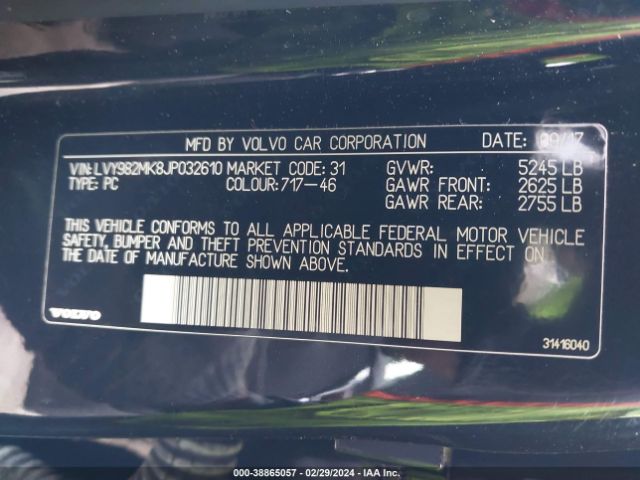 MFD BY VOLVO CAR CORPORATION DATE: 09/17
VIN: LVY982MK8JP032610 MARKET CODE: 31 GVWR: 5245 LB
TYPE: PC COLOUR: 717-46 GAWR FRONT: 2625 LB
GAWR REAR: 2755 LB
THIS VEHICLE CONFORMS TO ALL APPLICABLE FEDERAL MOTOR VEHICLE
SAFETY, BUMPER AND THEFT PREVENTION STANDARDS IN EFFECT ON
THE DATE OF MANUFACTURE SHOWN ABOVE.
VOLVO
31416040
000-38865057 - 02/29/2024 - IAA Inc.